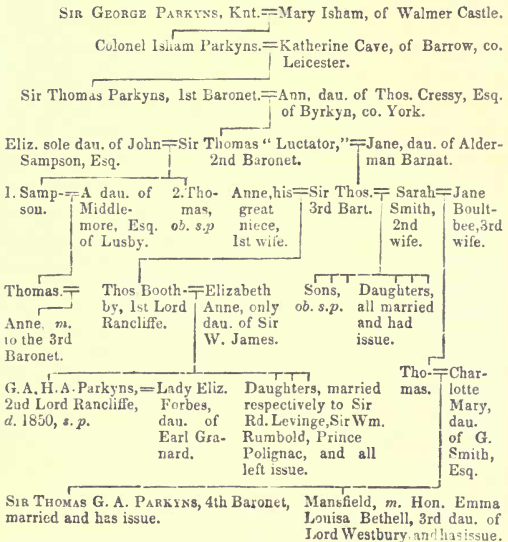 SIR GEORGE PARKYNS, Knt.=Mary Isham, of Walmer Castle.
Colonel Isham Parkyns.=Katherine Cave, of Barrow, co.
Leicester.
Sir Thomas Parkyns, 1st Baronet.=Ann, dau. of Thos. Cressy, Esq.
of Byrkyn, co. York.
Eliz. sole dau. of John=Sir Thomas “ Luctator,”=Jane, dau. of Alder-
Sampson, Esq. 2nd Baronet. man Barnat.
1. Samp-=A dau. of 2. Tho- Anne, his=Sir Thos.=Sarah=Jane
son. Middle- mas, great 3rd Bart. Smith, Boult-
more, Esq. ob. s.p niece, 2nd bee, 3rd
of Lusby. 1st wife. wife. wife.
Thomas.= Thos Booth-=Elizabeth Sons, Daughters,
by, 1st Lord Anne, only ob. s.p. all married
Anne, m. Rancliffe. dau. of Sir and had
to the 3rd W. James. issue.
Baronet.
Tho-=Char-
G. A. H. A. Parkyns,=Lady Eliz. Daughters, married mas. lotte
2nd Lord Rancliffe, Forbes, respectively to Sir Mary,
d. 1850, s. p. dau. of Rd. Levinge, Sir Wm. dau.
Earl Gra- Rumbold, Prince of G.
nard. Polignac, and all Smith,
left issue. Esq.
SIR THOMAS G. A. PARKYNS, 4th Baronet, Mansfield, m. Hon. Emma
married and has issue. Louisa Bethell, 3rd dau. of
Lord Westbury. and has issue.